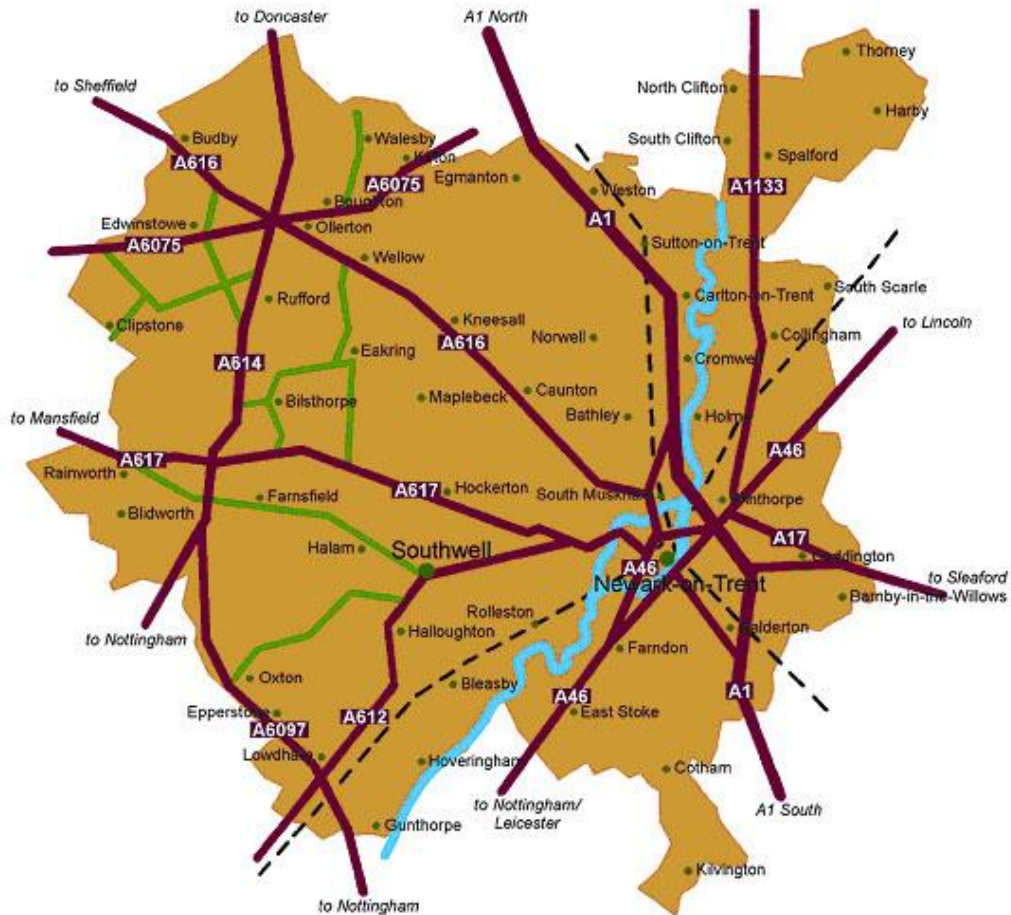 to Doncaster
A1 North
Thorney
to Sheffield
North Clifton
Harby
Budby
Walesby
South Clifton
A616
Kirton
Spalford
Egmanton
A6075
A1133
Weston
Boughton
A1
Edwinstowe
Ollerton
A6075
Sutton-on-Trent
Wellow
South Scarle
Rufford
Carlton-on-Trent
Clipstone
Kneesall
to Lincoln
Norwell
Collingham
A616
Eakring
Cromwell
A614
Caunton
Maplebeck
Bilsthorpe
Bathley
Holme
to Mansfield
A46
A617
Rainworth
Hockerton
A617
South Muskham
Winthorpe
Farnsfield
Blidworth
A17
Halam
Southwell
Coddington
A46
Newark-on-Trent
to Sleaford
Barnby-in-the-Willows
Rolleston
Halloughton
Balderton
to Nottingham
Farndon
Oxton
Bleasby
A46
A1
Epperstone
A612
East Stoke
A6097
Lowdham
Hoveringham
Cotham
to Nottingham/
Leicester
A1 South
Gunthorpe
Kilvington
to Nottingham